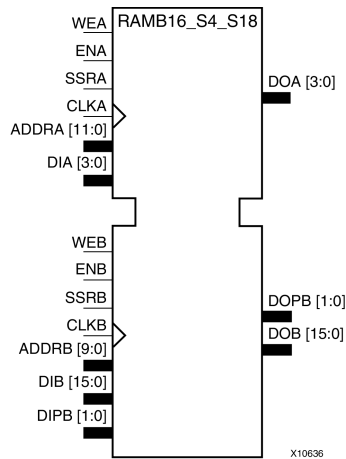 RAMB16_S4_S18
WEA
ENA
SSRA
CLKA
ADDRA [11:0]
DIA [3:0]
DOA [3:0]
WEB
ENB
SSRB
CLKB
ADDRB [9:0]
DIB [15:0]
DIPB [1:0]
DOPB [1:0]
DOB [15:0]
X10636